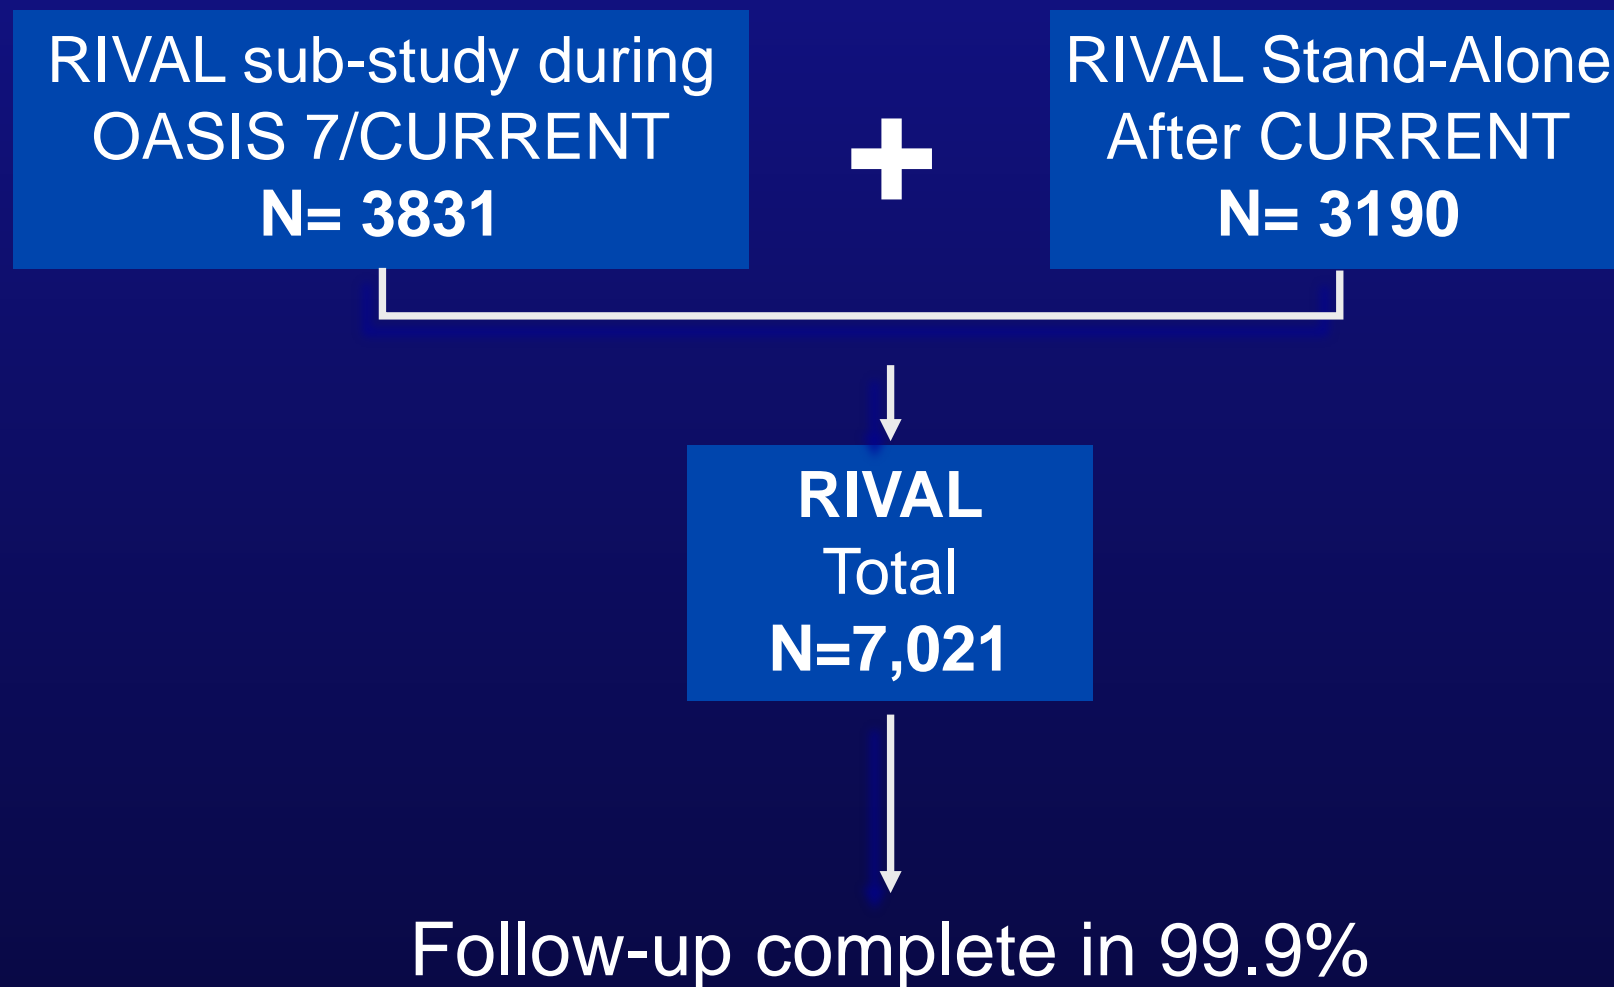 RIVAL sub-study during
OASIS 7/CURRENT
N= 3831
+
RIVAL Stand-Alone
After CURRENT
N= 3190
RIVAL
Total
N=7,021
Follow-up complete in 99.9%